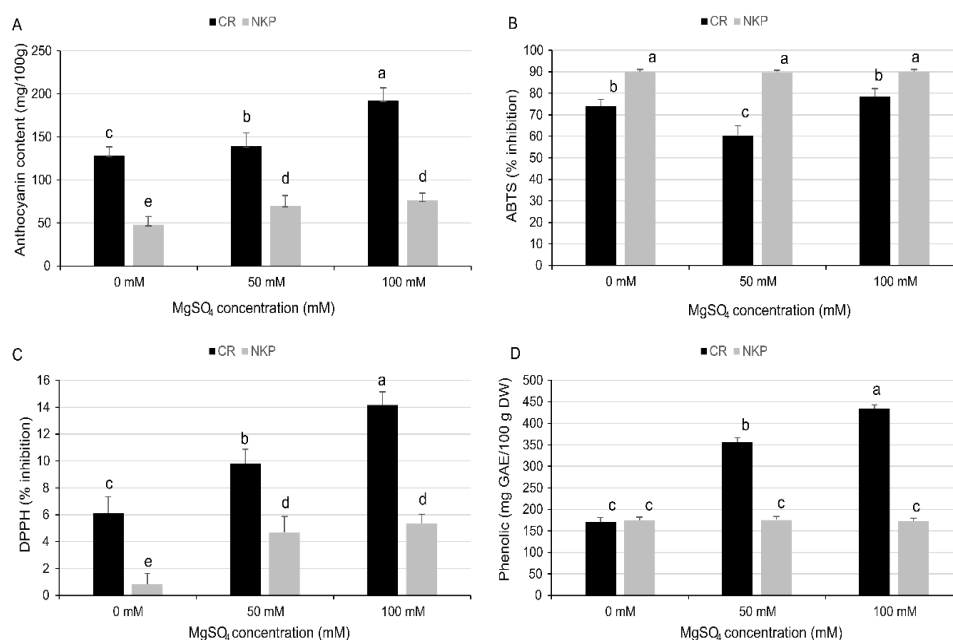 A
CR NKP
Anthocyanin content (mg/100g)
250
200
150
100
50
0
c
e
b
d
a
d
0 mM 50 mM 100 mM
MgSO₄ concentration (mM)
B
CR NKP
ABTS (% inhibition)
100
90
80
70
60
50
40
30
20
10
0
b
a
c
a
b
a
0 mM 50 mM 100 mM
MgSO₄ concentration (mM)
C
CR NKP
DPPH (% inhibition)
16
14
12
10
8
6
4
2
0
c
e
b
d
a
d
0 mM 50 mM 100 mM
MgSO₄ concentration (mM)
D
CR NKP
Phenolic (mg GAE/100 g DW)
500
450
400
350
300
250
200
150
100
50
0
c
c
b
c
a
c
0 mM 50 mM 100 mM
MgSO₄ concentration (mM)